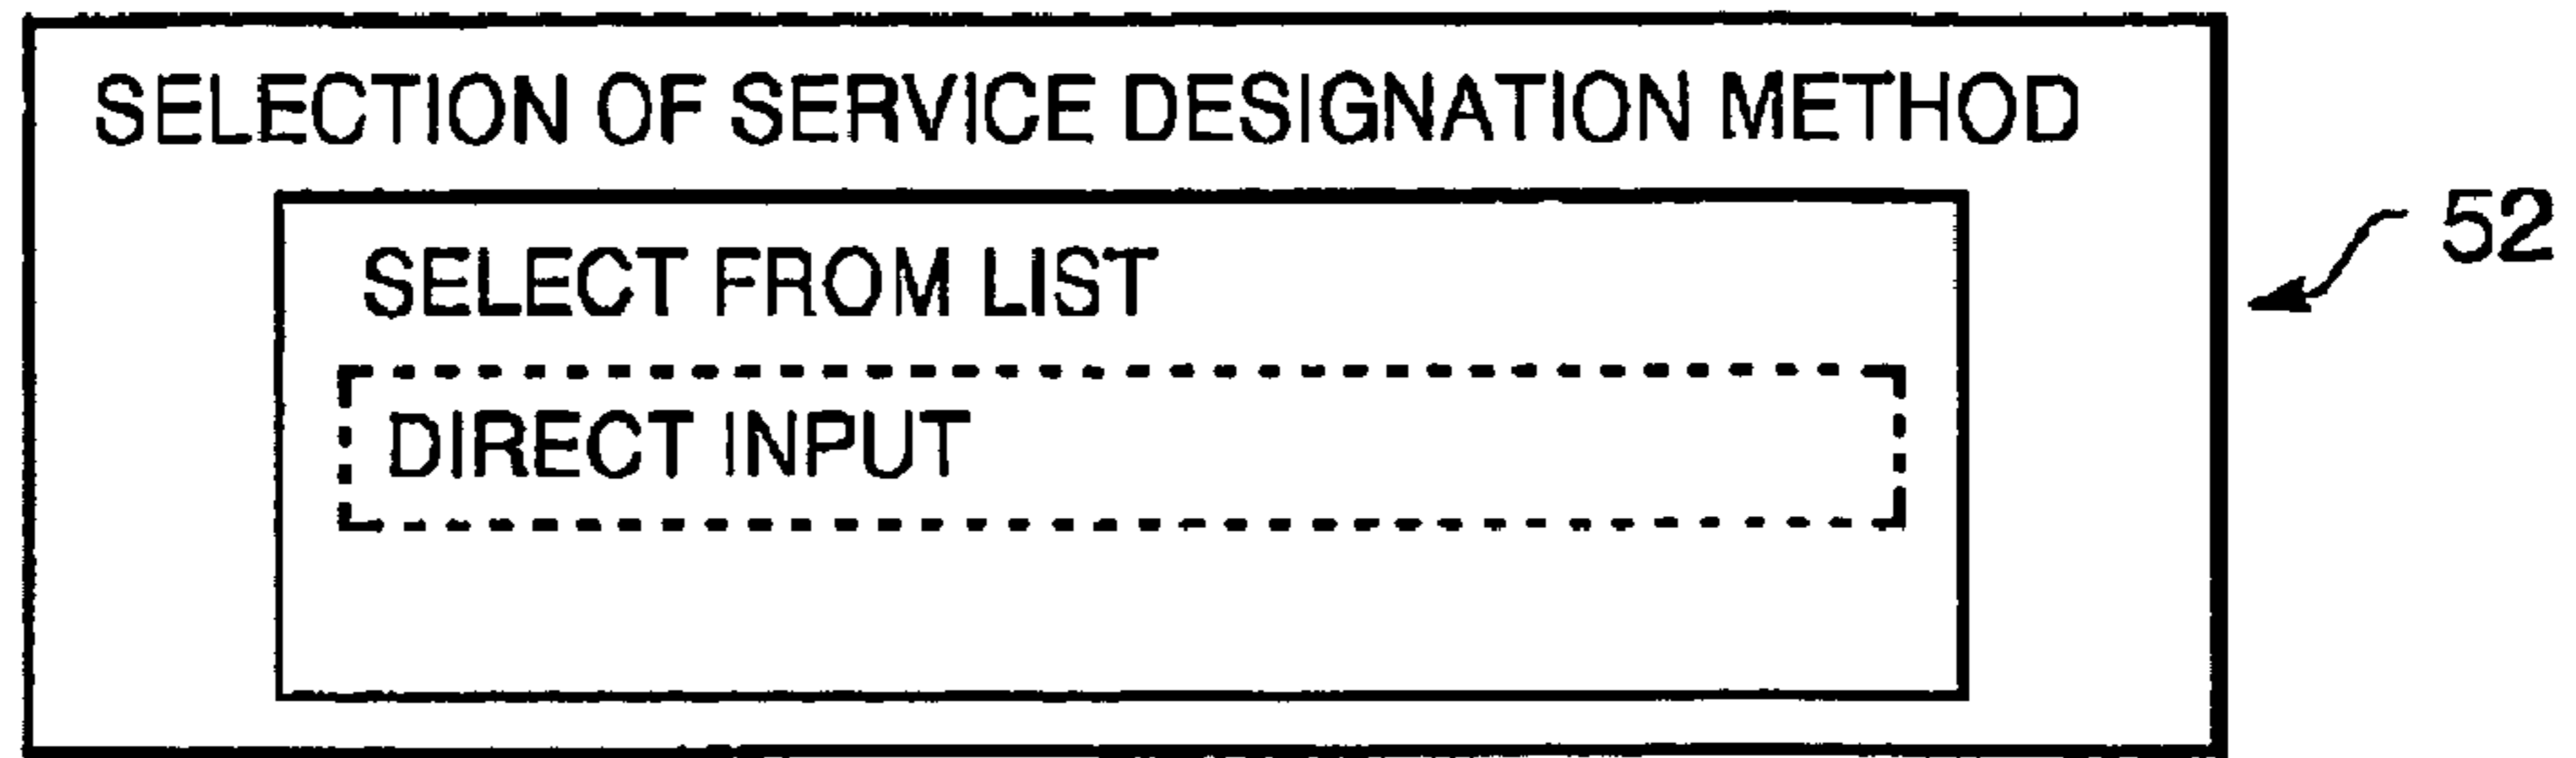 SELECTION OF SERVICE DESIGNATION METHOD
SELECT FROM LIST
DIRECT INPUT
52